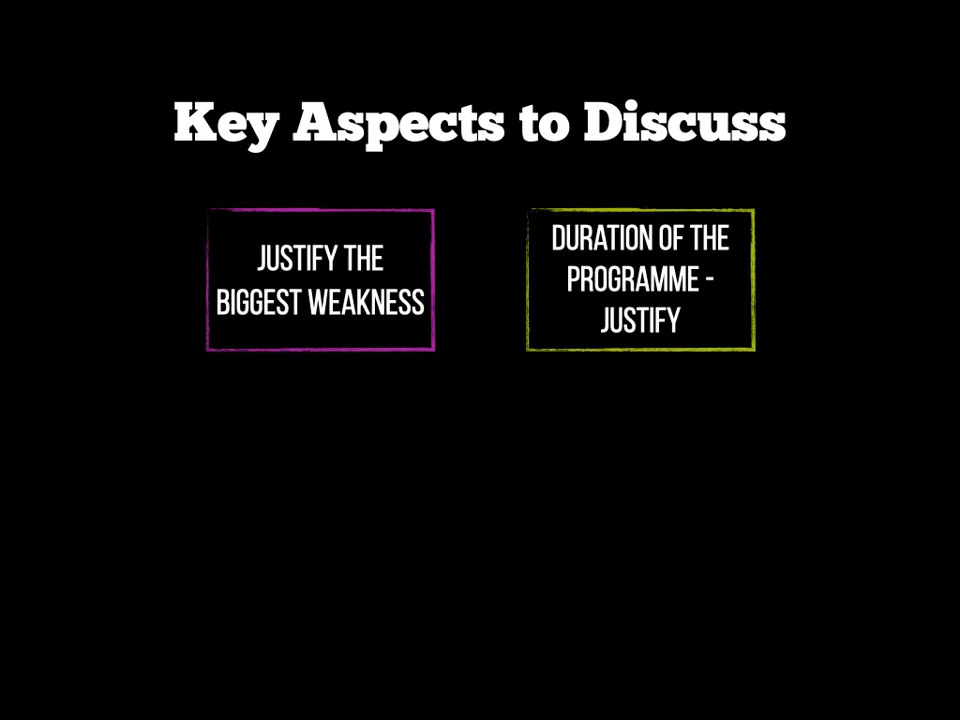 Key Aspects to Discuss
JUSTIFY THE
BIGGEST WEAKNESS
DURATION OF THE
PROGRAMME -
JUSTIFY